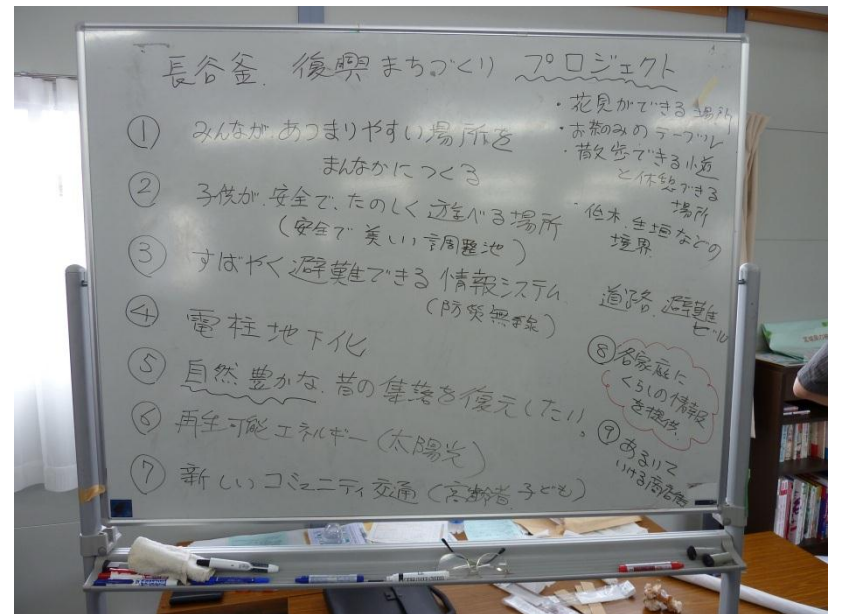 長谷釜 復興まちづくり プロジェクト
① みんなが あつまりやすい場所を
まんなかにつくる
② 子供が、安全で、たのしく遊べる場所
(安全で美しい調整池)
③ すばやく避難できる情報システム
(防災無線)
④ 電柱地下化
⑤ 自然豊かな、昔の集落を復元したい。
⑥ 再生可能エネルギー(太陽光)
⑦ 新しいコミュニティ交通(高齢者 子ども)
・花見ができる場所
・お茶のみのテーブル
・散歩できる小道
と休憩できる
場所
・低木、生垣などの
境界
道路、避難
ビル
⑧ 各家庭に
くらしの情報
を提供
⑨ あるいて
いける商店街